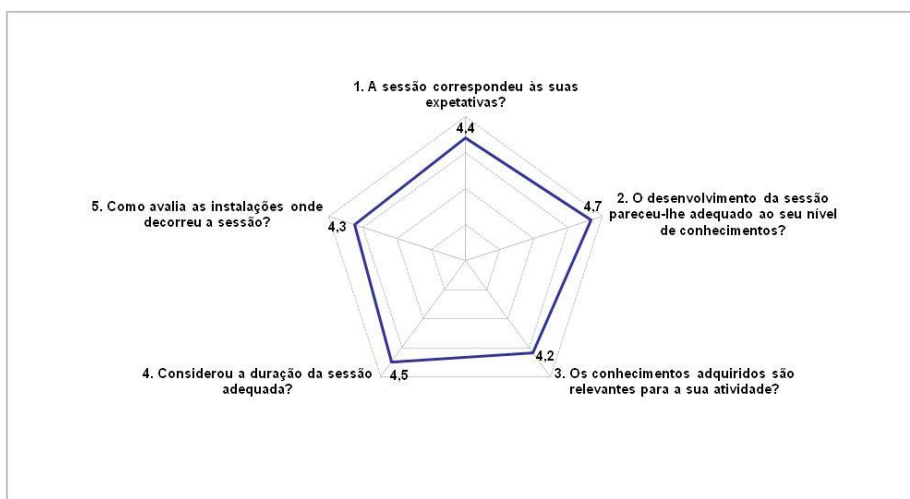 1. A sessão correspondeu às suas
expetativas?
4,4
2. O desenvolvimento da sessão
pareceu-lhe adequado ao seu nível
de conhecimentos?
4,7
3. Os conhecimentos adquiridos são
relevantes para a sua atividade?
4,2
4. Considerou a duração da sessão
adequada?
4,5
5. Como avalia as instalações onde
decorreu a sessão?
4,3